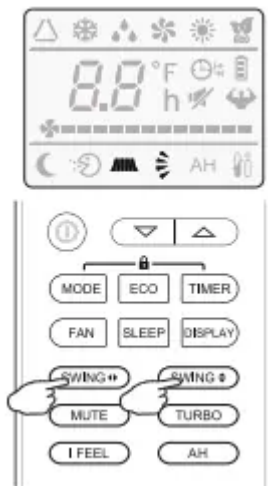 8.8 °F
h
AH
MODE ECO TIMER
FAN SLEEP DISPLAY
SWING SWING
MUTE TURBO
I FEEL AH